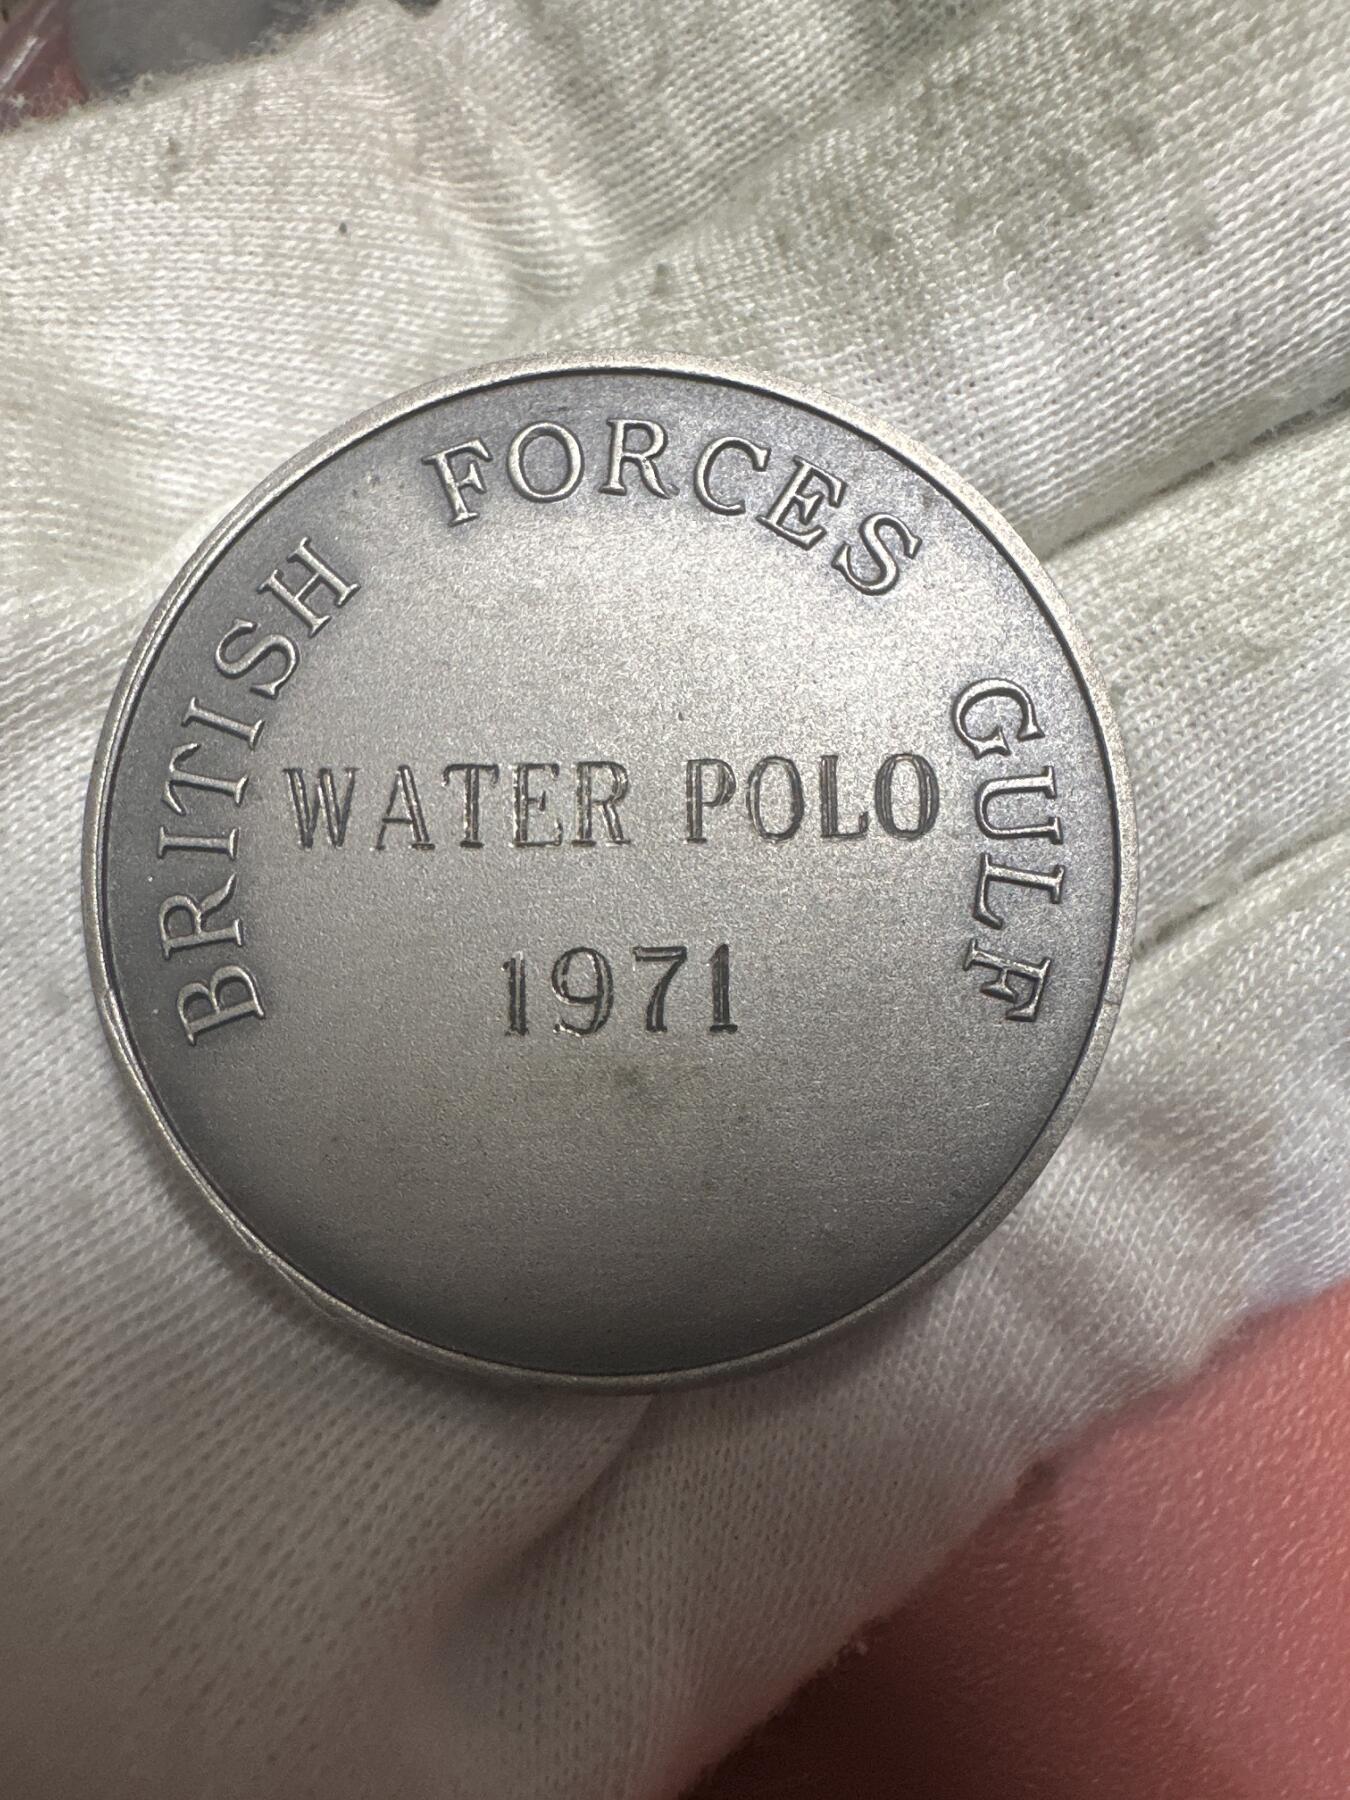 BRITISH FORCES GULF
WATER POLO
1971